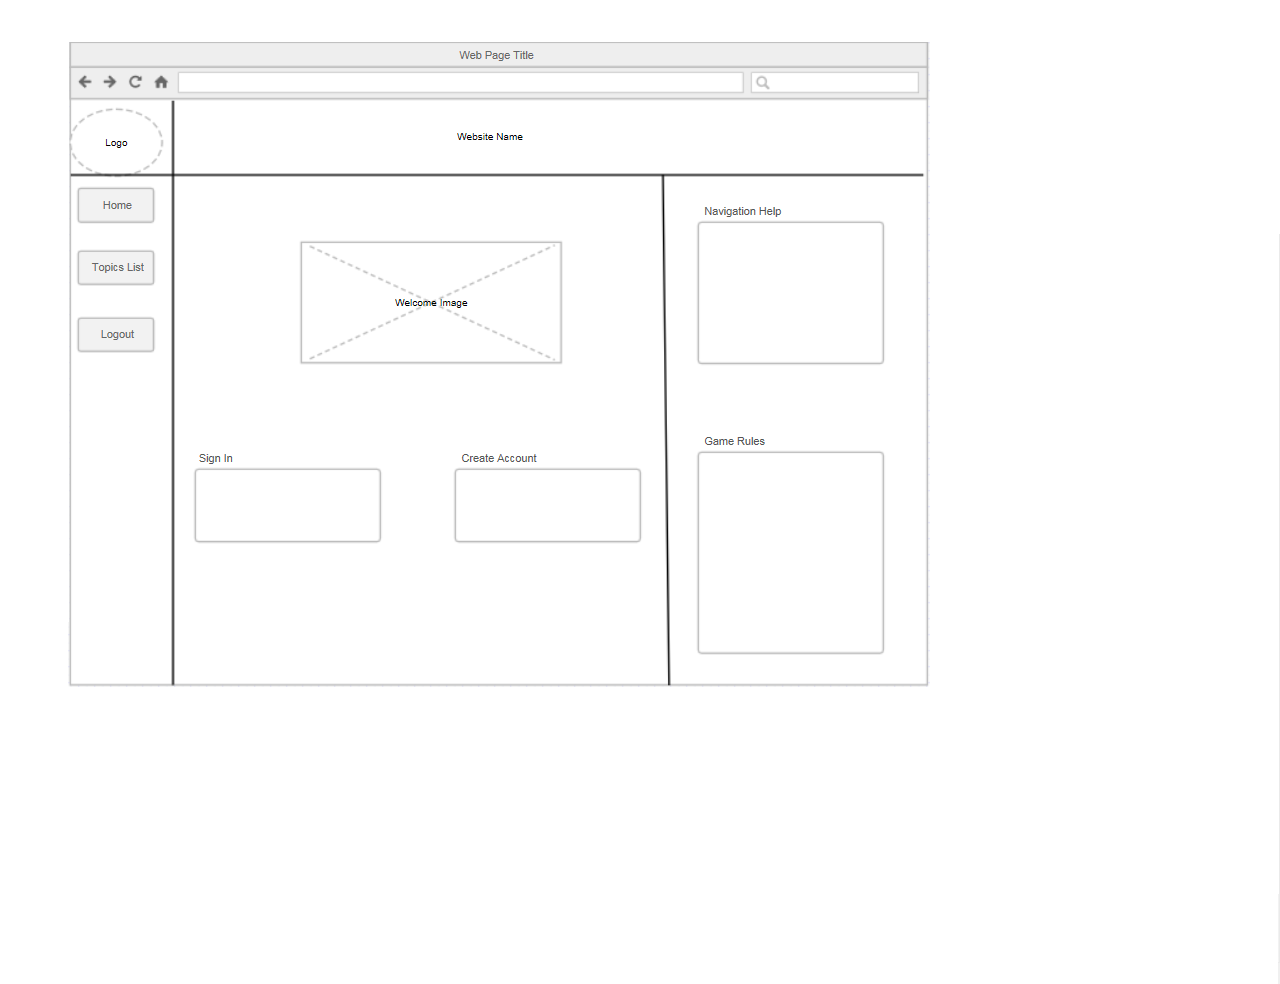 Web Page Title
Logo
Website Name
Home
Topics List
Logout
Welcome Image
Sign In
Create Account
Navigation Help
Game Rules